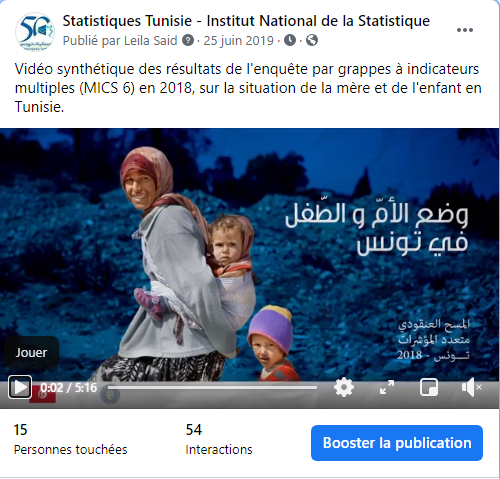 Statistiques Tunisie - Institut National de la Statistique
Publié par Leila Said · 25 juin 2019 ·
Vidéo synthétique des résultats de l'enquête par grappes à indicateurs
multiples (MICS 6) en 2018, sur la situation de la mère et de l'enfant en
Tunisie.
وضع الأمّ و الطّفل
في تونس
المسح العنقودي
متعدد المؤشرات
تونس - 2018
Jouer
0:02 / 5:16
15
Personnes touchées
54
Interactions
Booster la publication